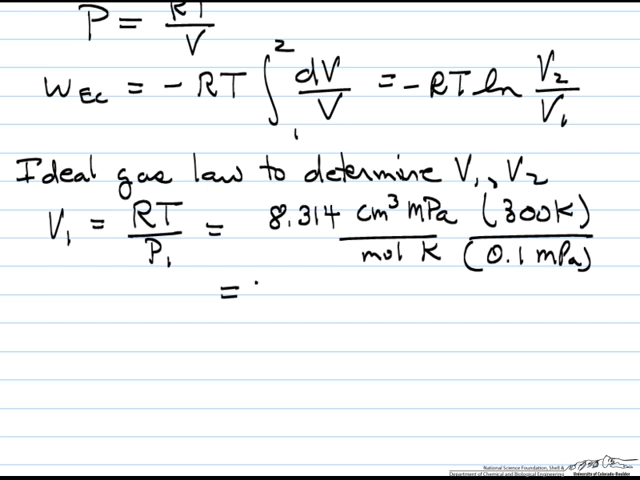 P = RT/V
W_EC = - RT ∫₁² dV/V = - RT ln V₂/V₁
Ideal gas law to determine V₁, V₂
V₁ = RT/P₁ = 8.314 cm³ mPa/mol K (300K)/(0.1 mPa)
=
National Science Foundation, Shell &
Department of Chemical and Biological Engineering University of Colorado-Boulder